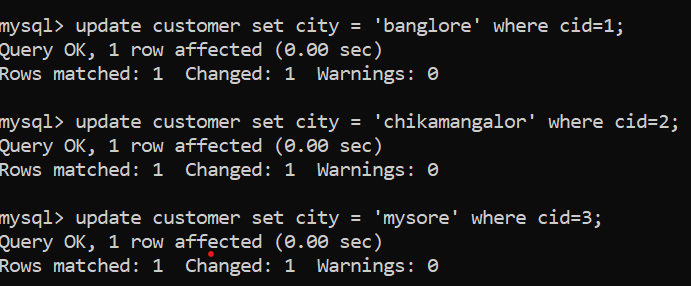 mysql> update customer set city = 'banglore' where cid=1;
Query OK, 1 row affected (0.00 sec)
Rows matched: 1  Changed: 1  Warnings: 0
mysql> update customer set city = 'chikamangalor' where cid=2;
Query OK, 1 row affected (0.00 sec)
Rows matched: 1  Changed: 1  Warnings: 0
mysql> update customer set city = 'mysore' where cid=3;
Query OK, 1 row affected (0.00 sec)
Rows matched: 1  Changed: 1  Warnings: 0